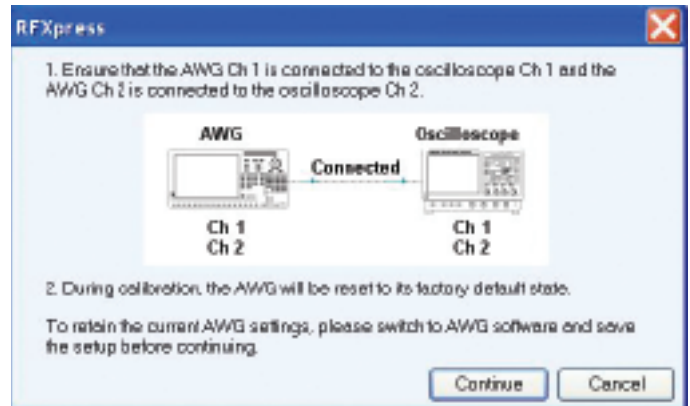 RFXpress
1. Ensure that the AWG Ch 1 is connected to the oscilloscope Ch 1 and the
AWG Ch 2 is connected to the oscilloscope Ch 2.
AWG
Oscilloscope
Connected
Ch 1
Ch 2
Ch 1
Ch 2
2. During calibration, the AWG will be reset to its factory default state.
To retain the current AWG settings, please switch to AWG software and save
the setup before continuing.
Continue
Cancel